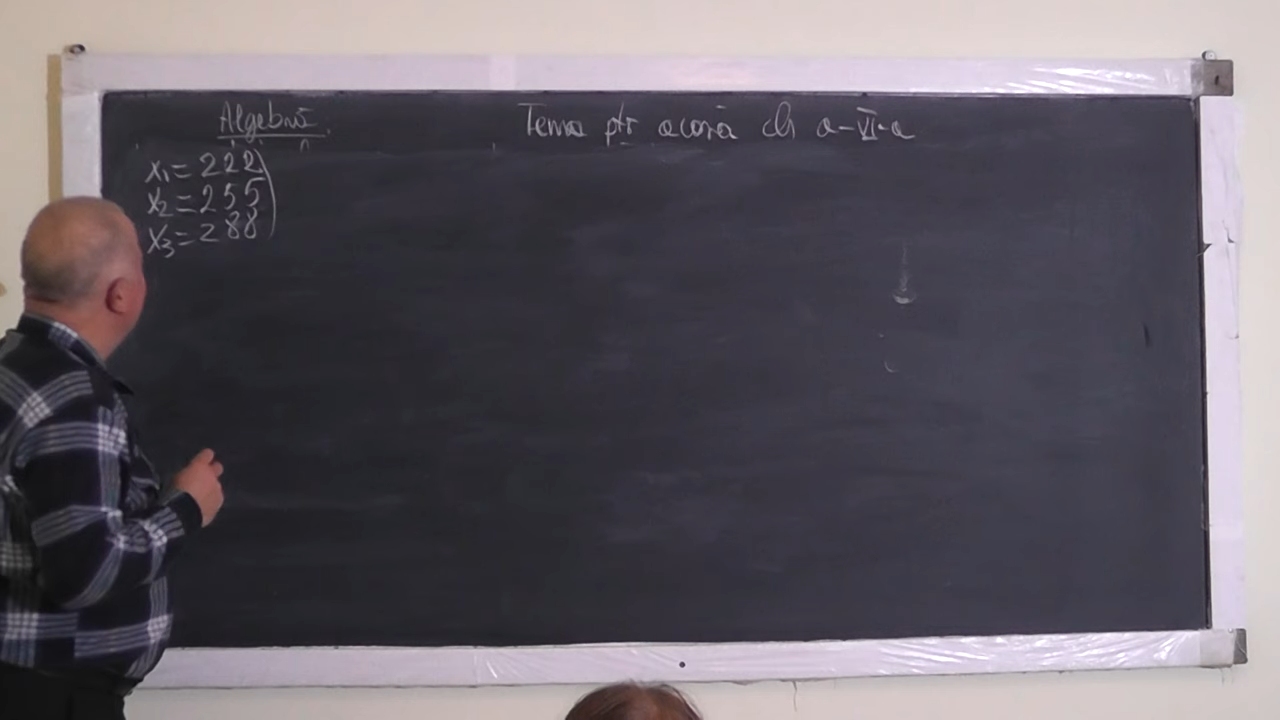 Algebră.
Tema ptr acasă cls a-VI-a
x₁=222
x₂=255
x₃=288